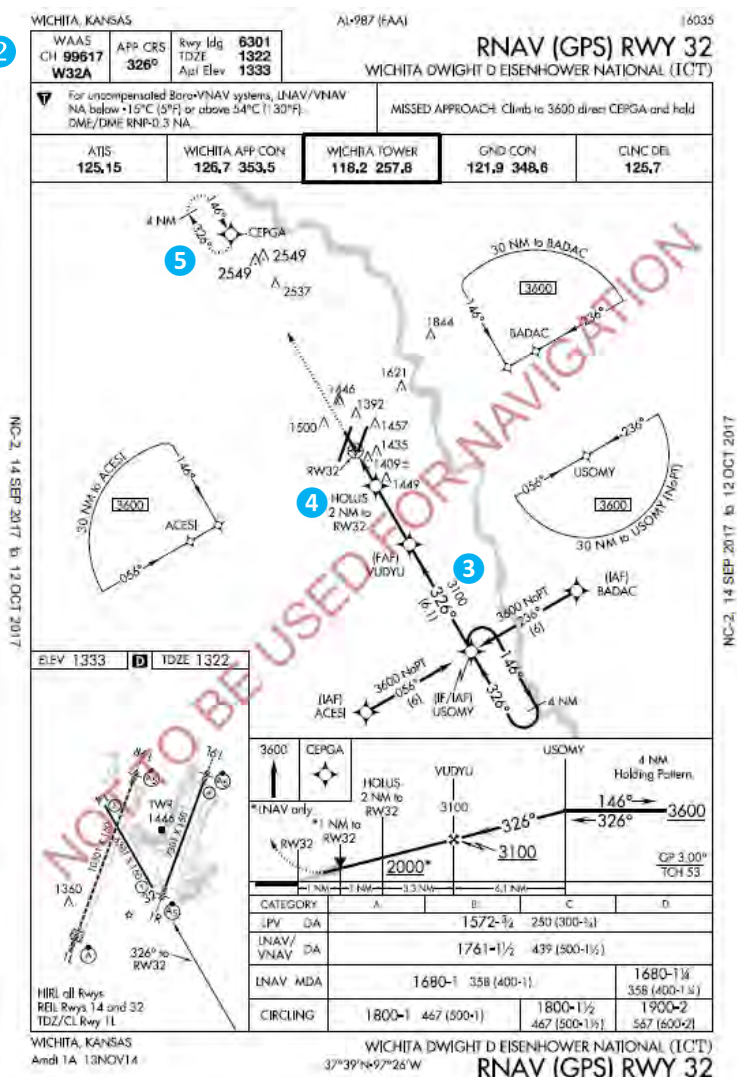 WICHITA, KANSAS
AL-987 (FAA)
16035
2
WAAS
CH 99617
W32A
APP CRS
326°
Rwy ldg 6301
TDZE 1322
Apt Elev 1333
RNAV (GPS) RWY 32
WICHITA DWIGHT D EISENHOWER NATIONAL (ICT)
For uncompensated Baro-VNAV systems, LNAV/VNAV
NA below -15°C (5°F) or above 54°C (130°F).
DME/DME RNP-0.3 NA.
MISSED APPROACH: Climb to 3600 direct CEPGA and hold
ATIS
125.15
WICHITA APP CON
126.7 353.5
WICHITA TOWER
118.2 257.8
GND CON
121.9 348.6
CLNC DEL
125.7
4 NM
146°
326°
CEPGA
5
2549
2549
2537
30 NM to BADAC
3600
146°
236°
BADAC
1844
1621
1446
1392
1500
1457
1435
1409±
1449
RW32
4
HOLUS
2 NM to
RW32
(FAF)
VUDYU
3
3100
326°
(6.1)
30 NM to ACESI
3600
146°
ACESI
056°
236°
USOMY
056°
3600
30 NM to USOMY (NoPT)
(IAF)
BADAC
3600 NoPT
236°
(6)
3600 NoPT
056°
(6)
(IAF)
ACESI
(IF/IAF)
USOMY
146°
326°
4 NM
NOT TO BE USED FOR NAVIGATION
NC-2, 14 SEP 2017 to 12 OCT 2017
NC-2, 14 SEP 2017 to 12 OCT 2017
ELEV 1333
D
TDZE 1322
TWR
1446
1360
326° to
RW32
HIRL all Rwys
REIL Rwys 14 and 32
TDZ/CL Rwy 1L
3600
CEPGA
*LNAV only
*1 NM to
RW32
RW32
HOLUS
2 NM to
RW32
2000*
VUDYU
3100
326°
3100
USOMY
4 NM
Holding Pattern
146°
326°
3600
GP 3.00°
TCH 53
1 NM
1 NM
3.3 NM
6.1 NM
CATEGORY A B C D
LPV DA 1572-¾ 250 (300-¾)
LNAV/
VNAV DA 1761-1½ 439 (500-1½)
LNAV MDA 1680-1 358 (400-1)
1680-1¼
358 (400-1¼)
CIRCLING 1800-1 467 (500-1)
1800-1½
467 (500-1½)
1900-2
567 (600-2)
WICHITA, KANSAS
Amdt 1A 13NOV14
37°39'N-97°26'W
WICHITA DWIGHT D EISENHOWER NATIONAL (ICT)
RNAV (GPS) RWY 32